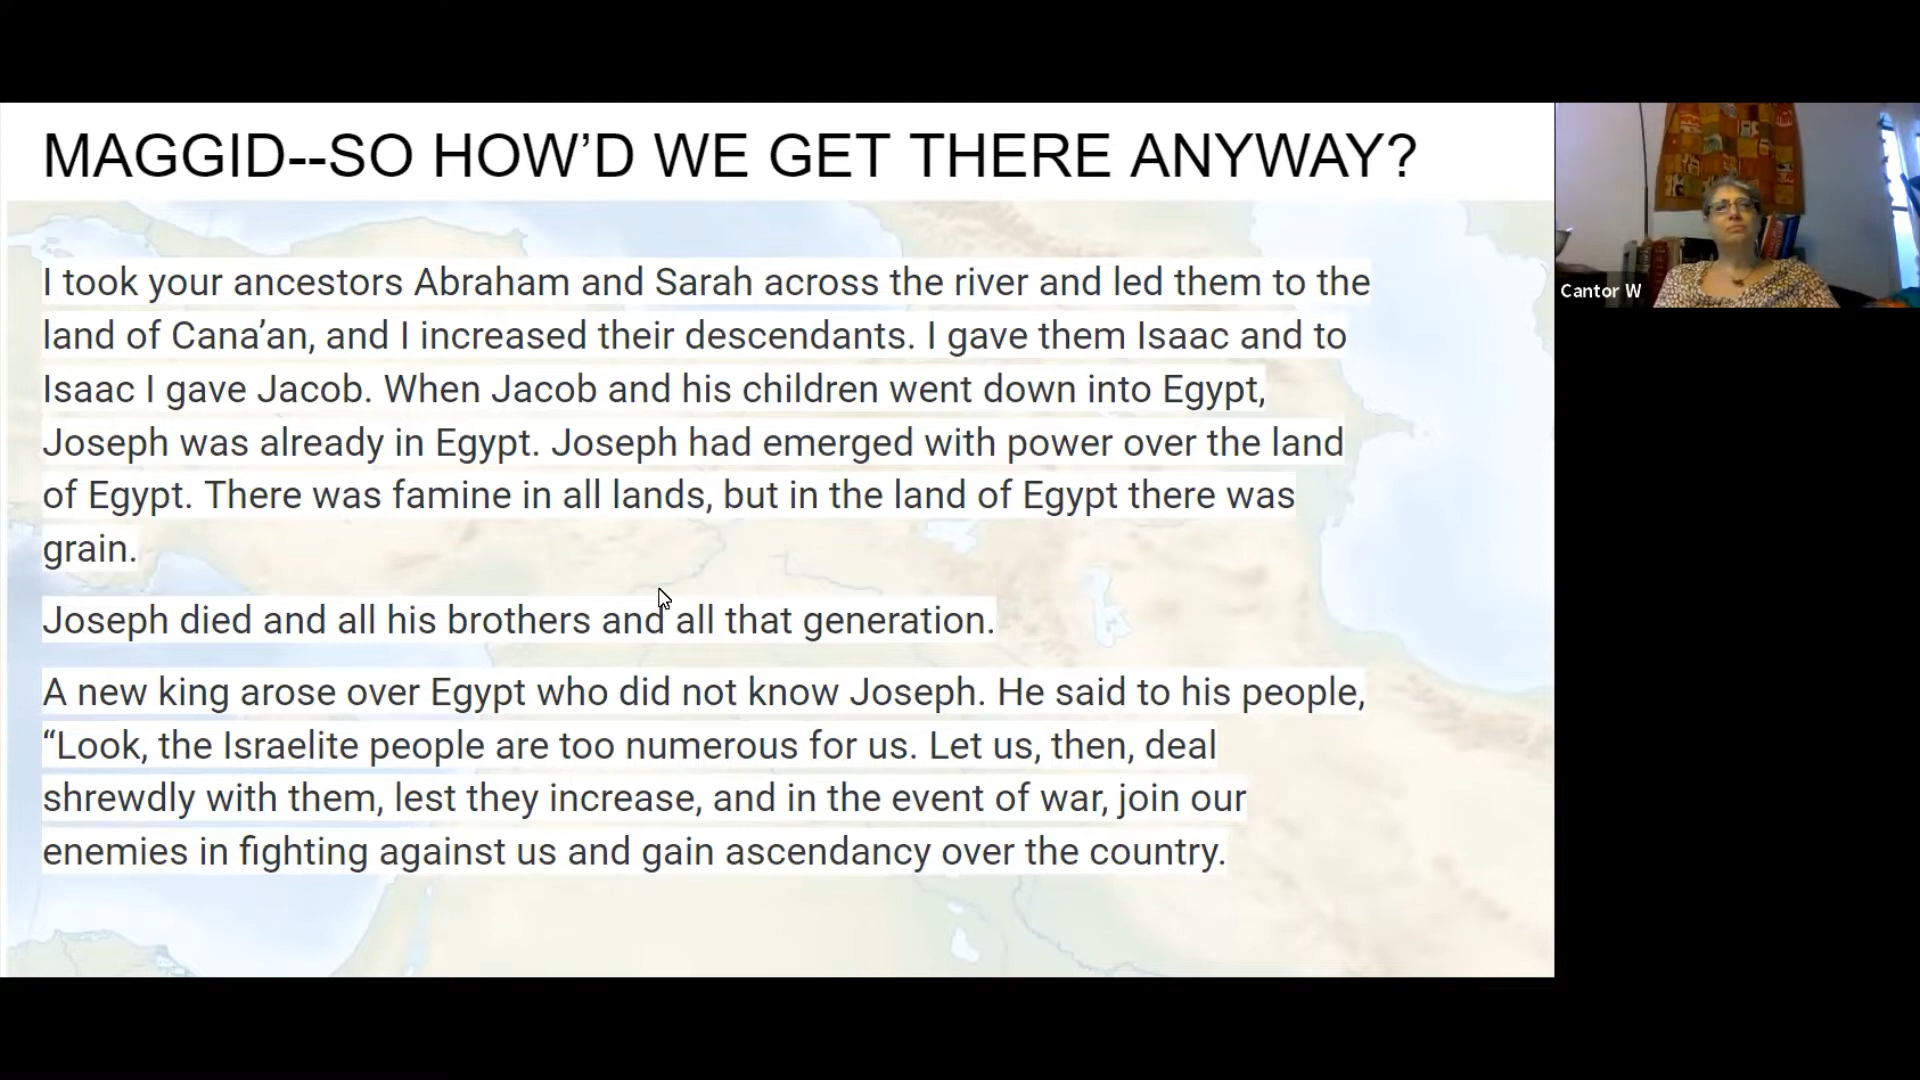 MAGGID--SO HOW’D WE GET THERE ANYWAY?
I took your ancestors Abraham and Sarah across the river and led them to the
land of Cana’an, and I increased their descendants. I gave them Isaac and to
Isaac I gave Jacob. When Jacob and his children went down into Egypt,
Joseph was already in Egypt. Joseph had emerged with power over the land
of Egypt. There was famine in all lands, but in the land of Egypt there was
grain.
Joseph died and all his brothers and all that generation.
A new king arose over Egypt who did not know Joseph. He said to his people,
“Look, the Israelite people are too numerous for us. Let us, then, deal
shrewdly with them, lest they increase, and in the event of war, join our
enemies in fighting against us and gain ascendancy over the country.
Cantor W